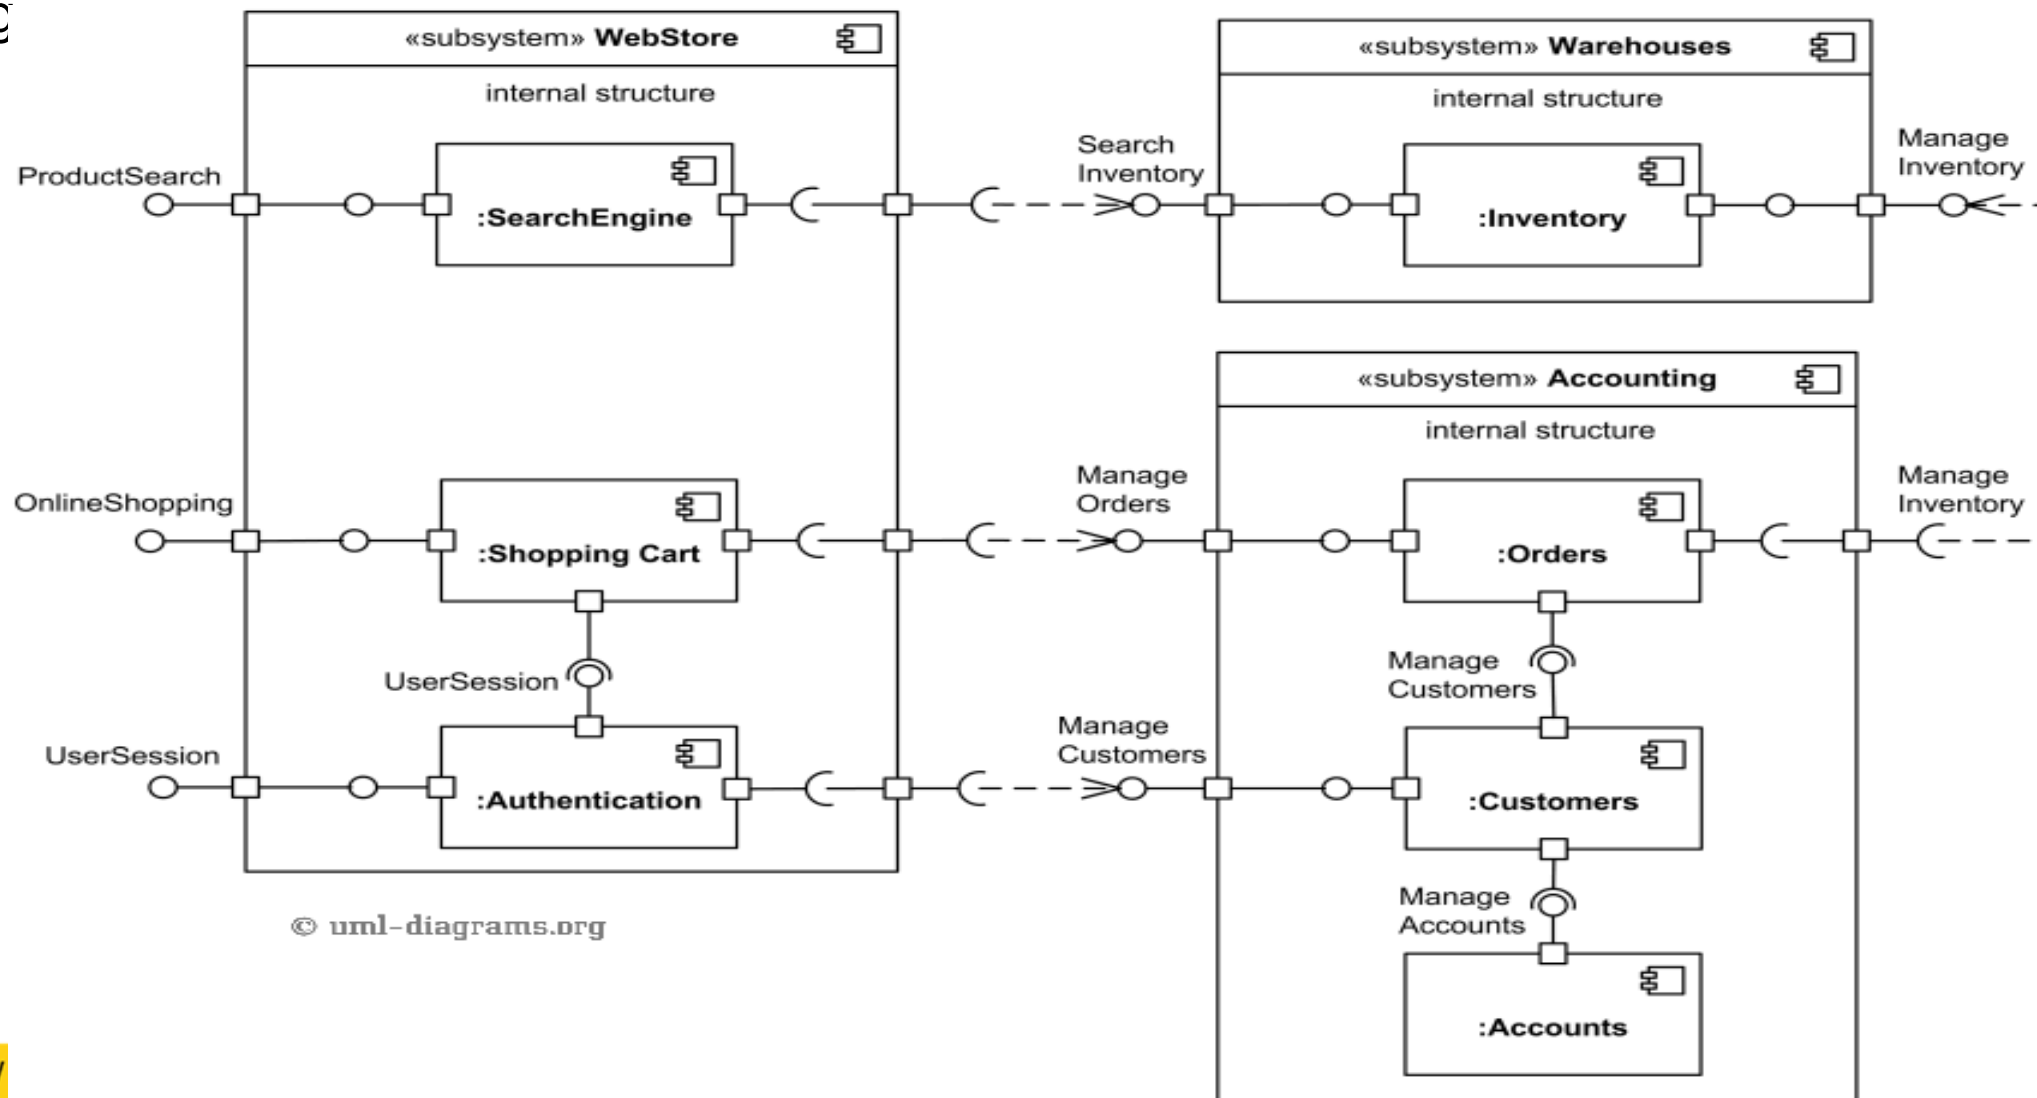 «subsystem» WebStore
internal structure
ProductSearch
:SearchEngine
OnlineShopping
:Shopping Cart
UserSession
UserSession
:Authentication
Search
Inventory
«subsystem» Warehouses
internal structure
:Inventory
Manage
Inventory
«subsystem» Accounting
internal structure
Manage
Orders
:Orders
Manage
Inventory
Manage
Customers
Manage
Customers
:Customers
Manage
Accounts
:Accounts
© uml-diagrams.org